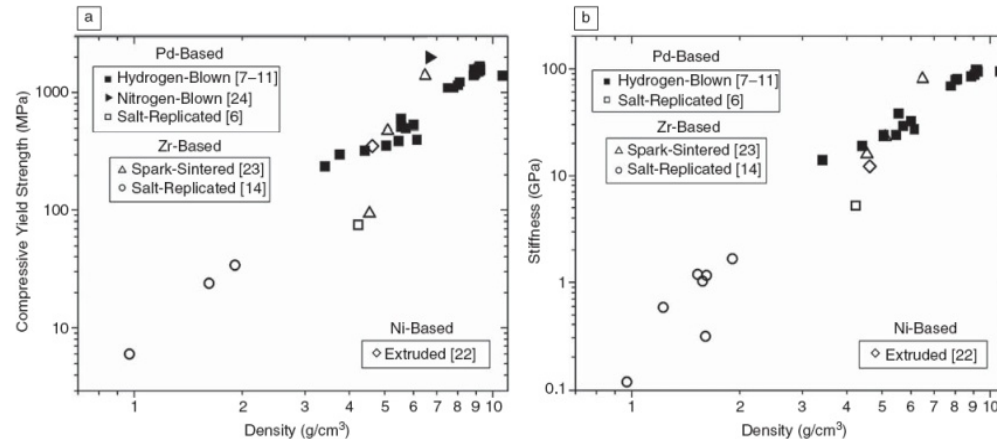 a
Pd-Based
Hydrogen-Blown [7–11]
Nitrogen-Blown [24]
Salt-Replicated [6]
Zr-Based
Spark-Sintered [23]
Salt-Replicated [14]
Ni-Based
Extruded [22]
Compressive Yield Strength (MPa)
1000
100
10
1 2 3 4 5 6 7 8 9 10
Density (g/cm³)
b
Pd-Based
Hydrogen-Blown [7–11]
Salt-Replicated [6]
Zr-Based
Spark-Sintered [23]
Salt-Replicated [14]
Ni-Based
Extruded [22]
Stiffness (GPa)
100
10
1
0.1
1 2 3 4 5 6 7 8 9 10
Density (g/cm³)